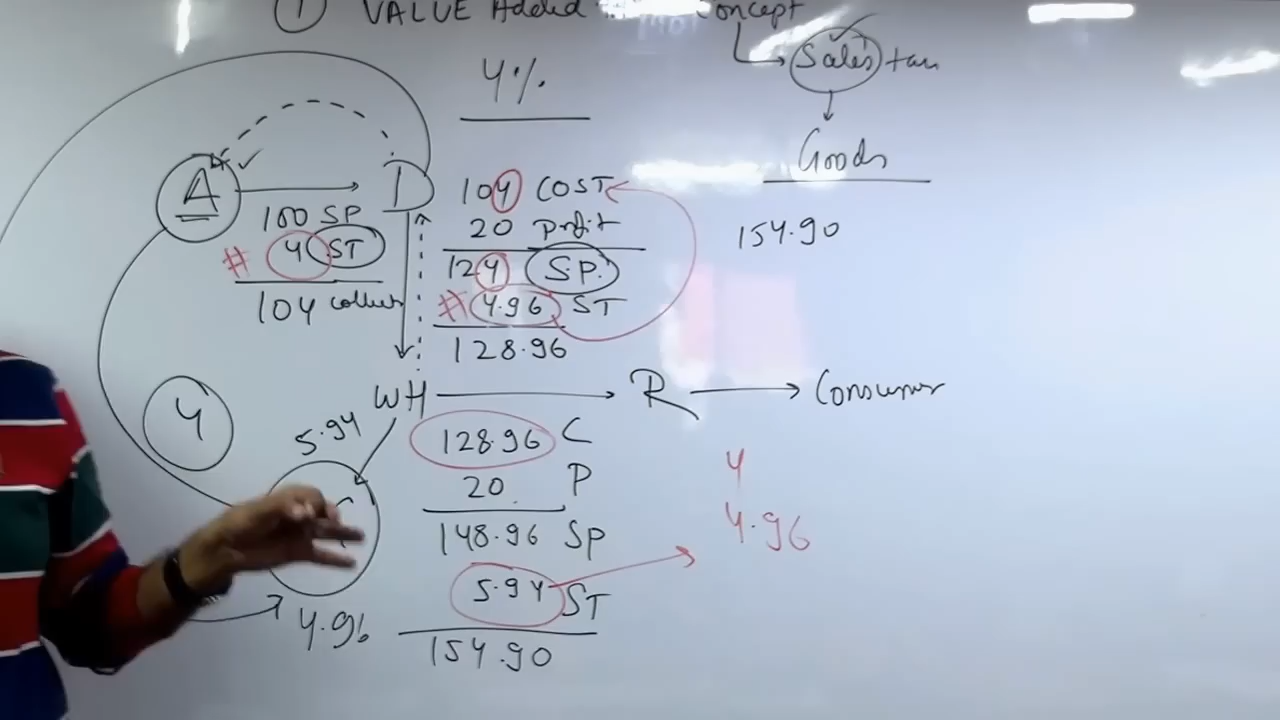 ① VALUE Added Concept
Sales tax
4%
Goods
154.90
A
D
100 SP
# 4 ST
104
104 COST
20 Profit
124 S.P.
# 4.96 ST
128.96
WH
R
Consumer
4
5.94
4.96
128.96 C
20 P
148.96 SP
5.94 ST
154.90
4
4.96